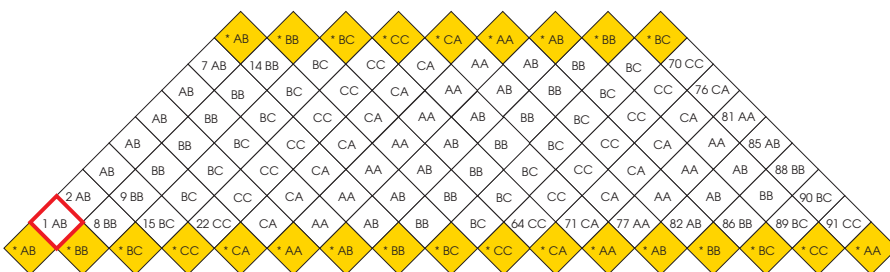 * AB * BB * BC * CC * CA * AA * AB * BB * BC
7 AB 14 BB BC CC CA AA AB BB BC 70 CC
AB BB BC CC CA AA AB BB BC CC 76 CA
AB BB BC CC CA AA AB BB BC CC CA 81 AA
AB BB BC CC CA AA AB BB BC CC CA AA 85 AB
AB BB BC CC CA AA AB BB BC CC CA AA AB 88 BB
2 AB 9 BB BC CC CA AA AB BB BC CC CA AA AB BB 90 BC
1 AB 8 BB 15 BC 22 CC CA AA AB BB BC 64 CC 71 CA 77 AA 82 AB 86 BB 89 BC 91 CC
* AB * BB * BC * CC * CA * AA * AB * BB * BC * CC * CA * AA * AB * BB * BC * CC * AA